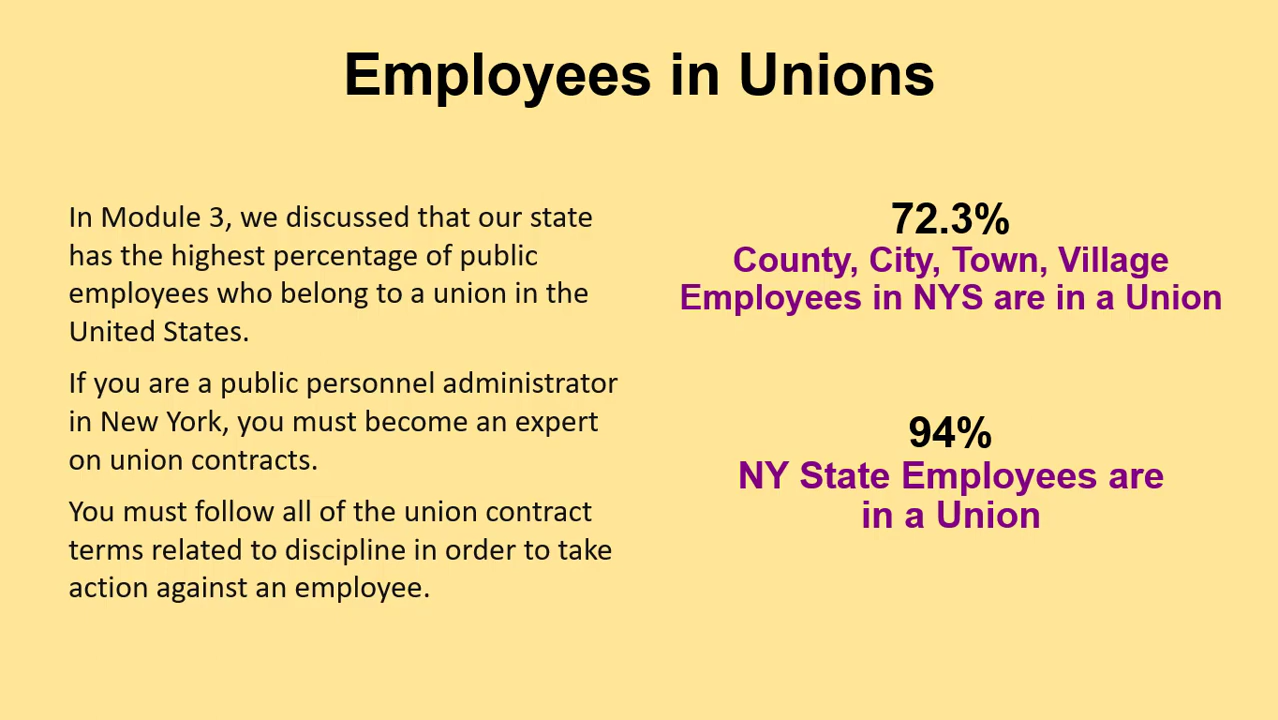 Employees in Unions
In Module 3, we discussed that our state
has the highest percentage of public
employees who belong to a union in the
United States.
If you are a public personnel administrator
in New York, you must become an expert
on union contracts.
You must follow all of the union contract
terms related to discipline in order to take
action against an employee.
72.3%
County, City, Town, Village
Employees in NYS are in a Union
94%
NY State Employees are
in a Union